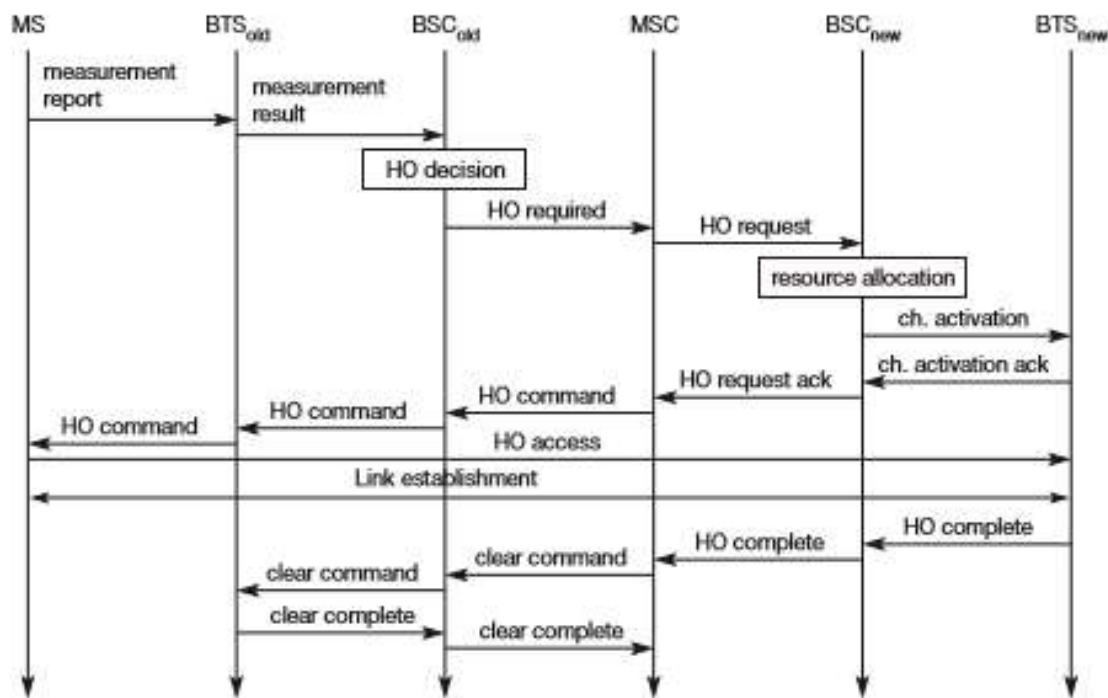 MS BTSold BSCold MSC BSCnew BTSnew
measurement
report
measurement
result
HO decision
HO required
HO request
resource allocation
ch. activation
ch. activation ack
HO request ack
HO command
HO command
HO command
HO access
Link establishment
HO complete
HO complete
clear command
clear command
clear complete
clear complete